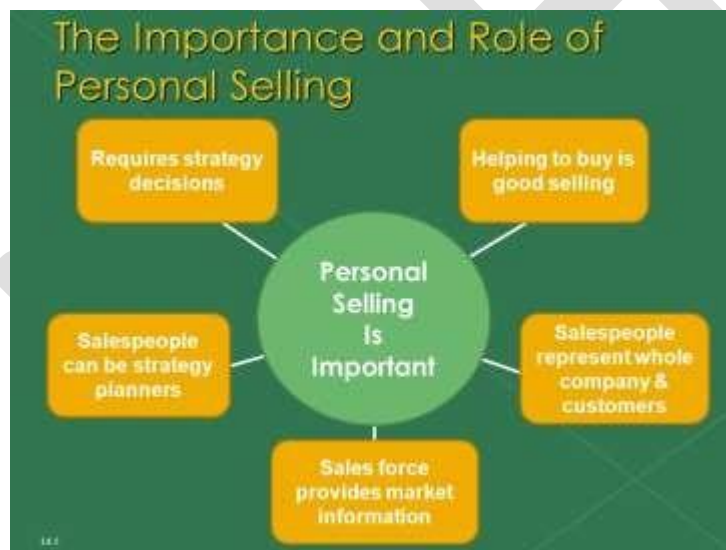 The Importance and Role of
Personal Selling
Requires strategy
decisions
Helping to buy is
good selling
Personal
Selling
Is
Important
Salespeople
can be strategy
planners
Salespeople
represent whole
company &
customers
Sales force
provides market
information